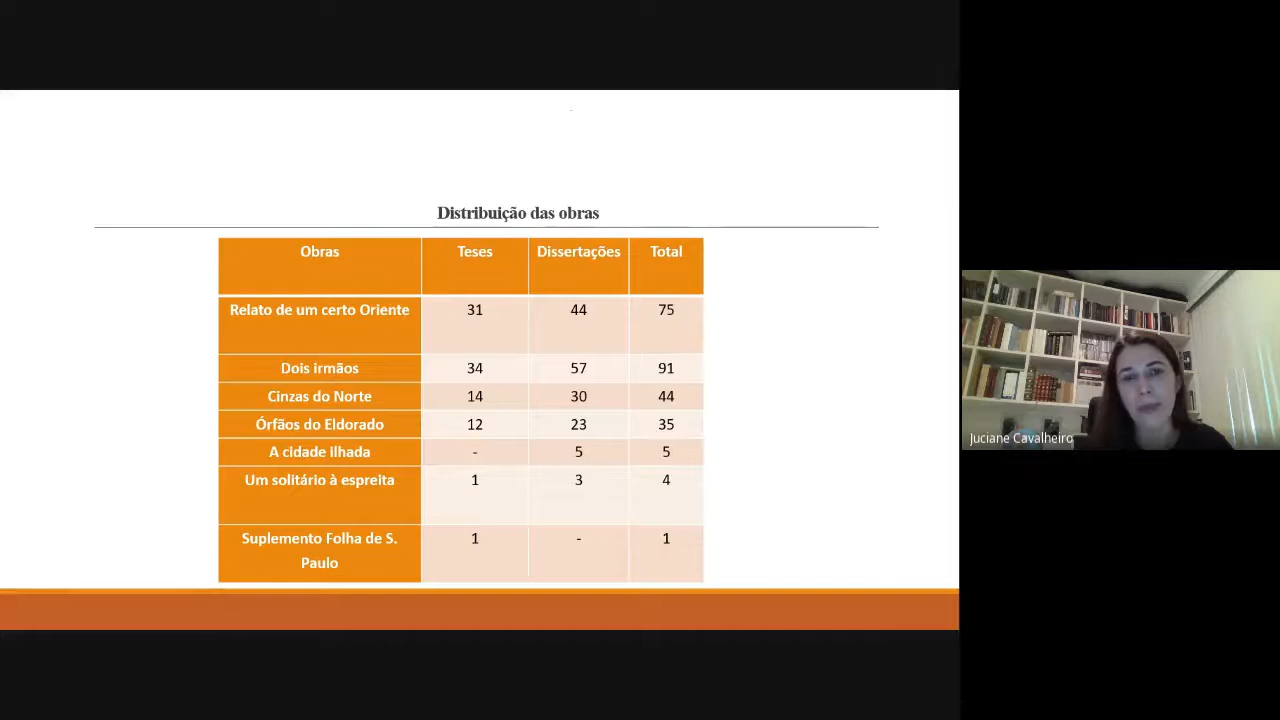 Distribuição das obras
Obras Teses Dissertações Total
Relato de um certo Oriente 31 44 75
Dois irmãos 34 57 91
Cinzas do Norte 14 30 44
Órfãos do Eldorado 12 23 35
A cidade ilhada - 5 5
Um solitário à espreita 1 3 4
Suplemento Folha de S. 1 - 1
Paulo
Juciane Cavalheiro